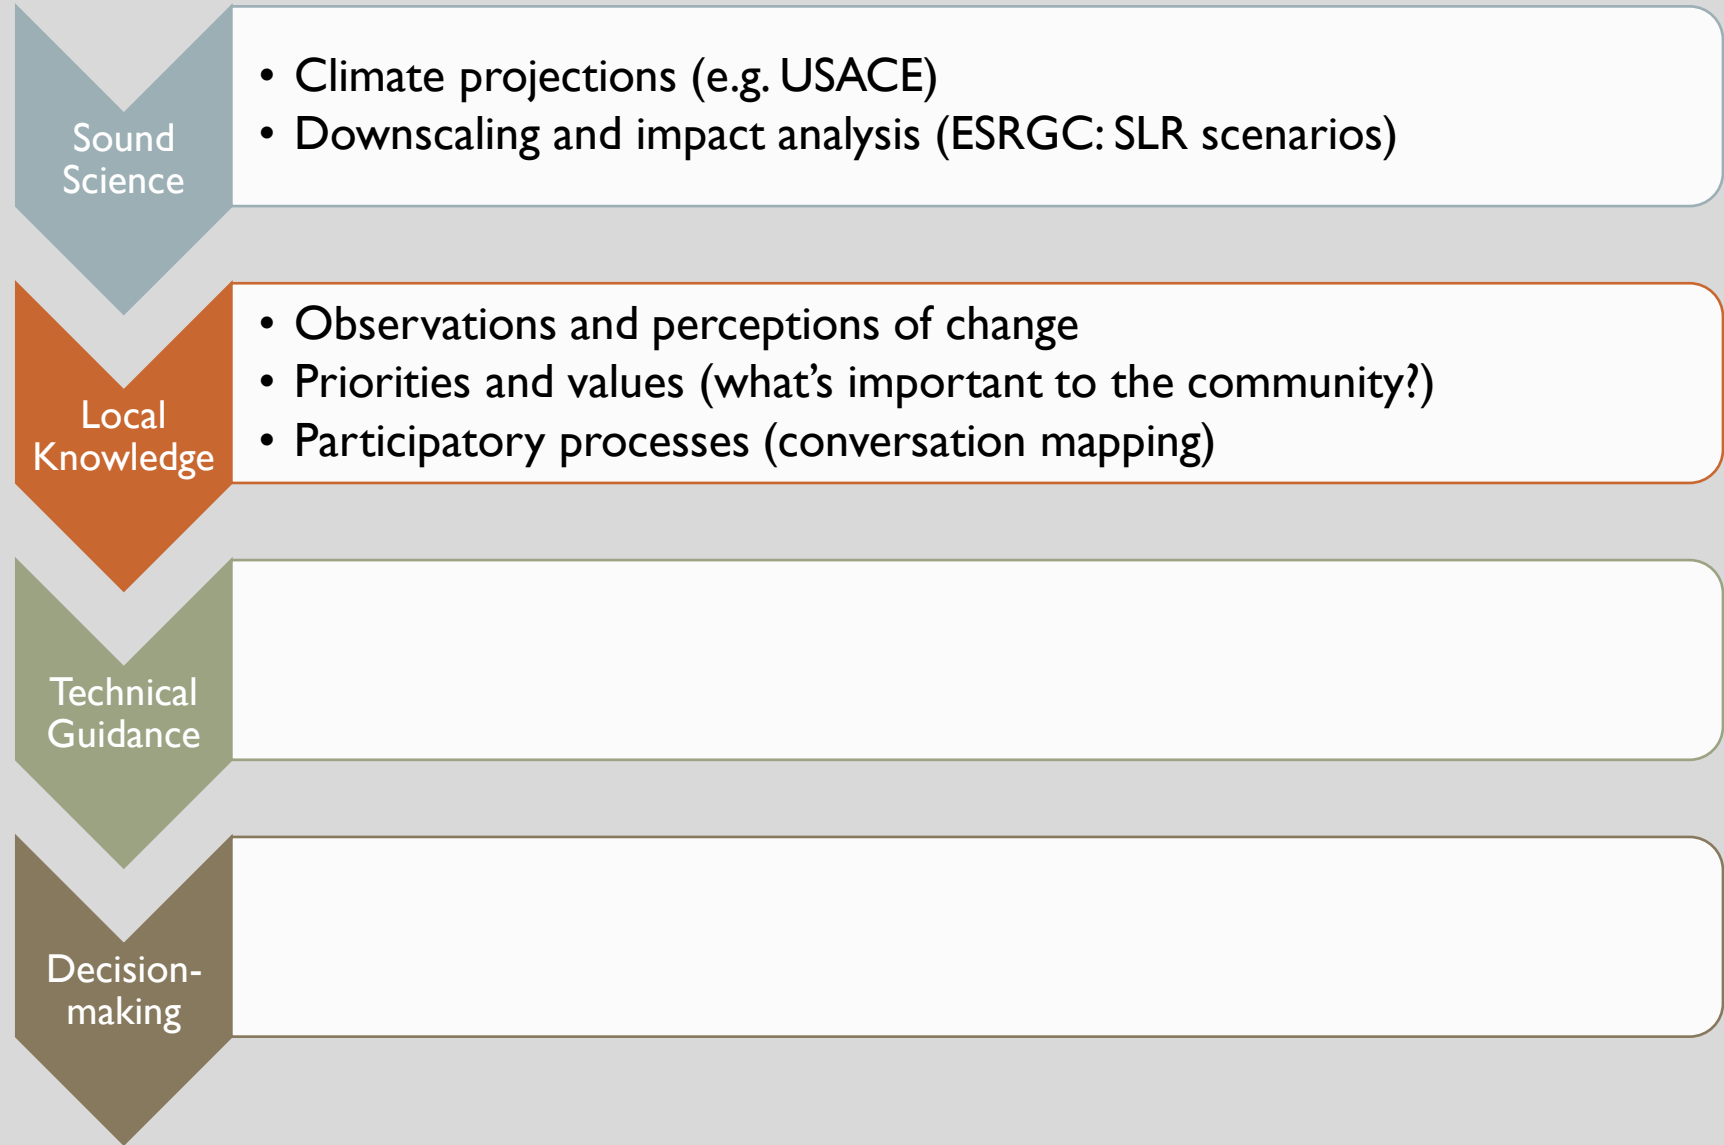 Sound
Science
• Climate projections (e.g. USACE)
• Downscaling and impact analysis (ESRGC: SLR scenarios)
Local
Knowledge
• Observations and perceptions of change
• Priorities and values (what’s important to the community?)
• Participatory processes (conversation mapping)
Technical
Guidance
Decision-
making